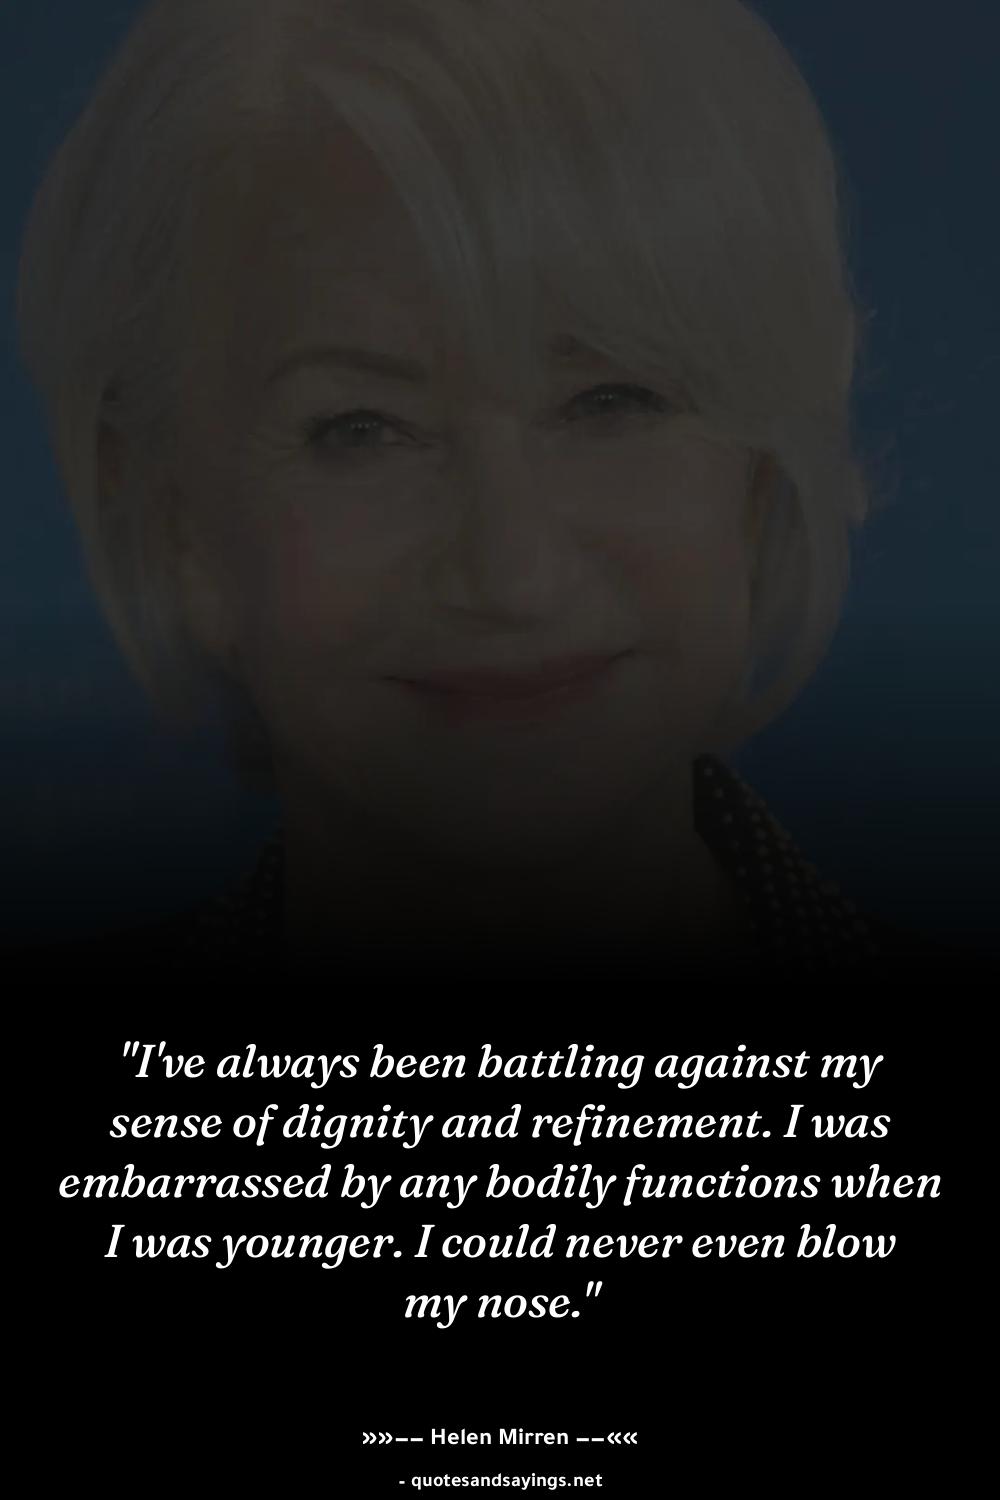 "I've always been battling against my
sense of dignity and refinement. I was
embarrassed by any bodily functions when
I was younger. I could never even blow
my nose."
»»−− Helen Mirren −−««
- quotesandsayings.net